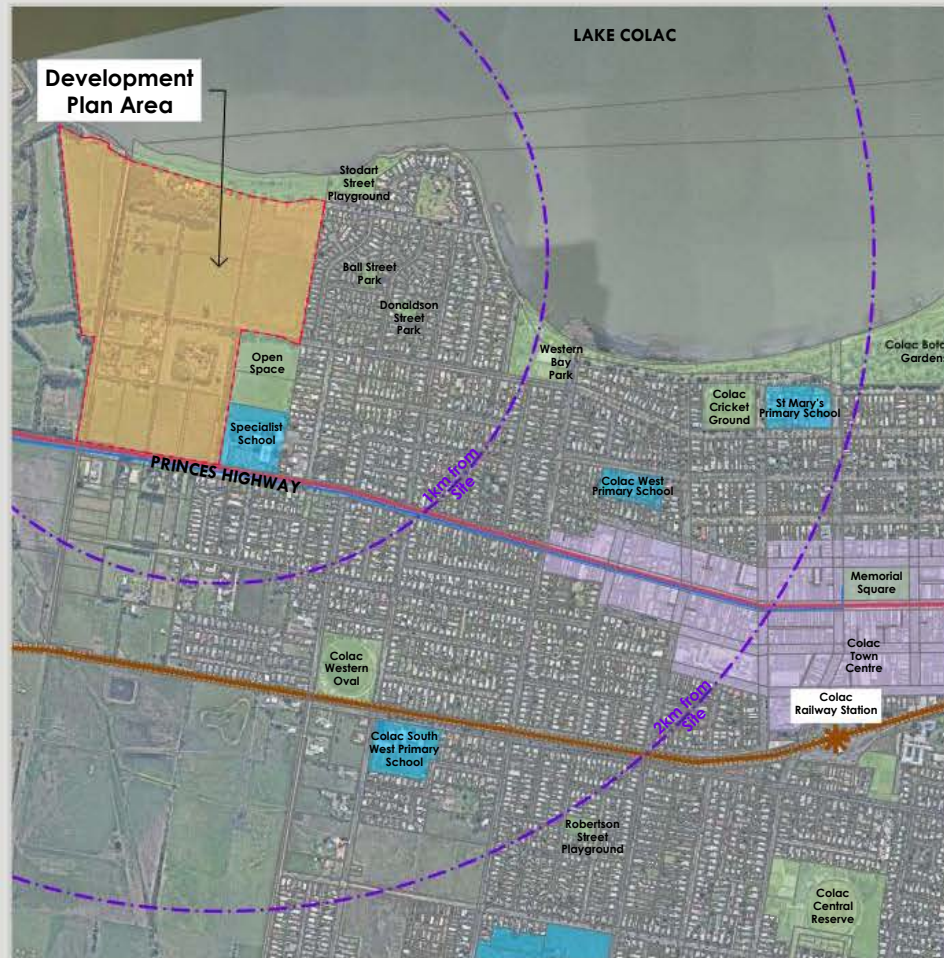 LAKE COLAC
Development
Plan Area
Stodart
Street
Playground
Ball Street
Park
Donaldson
Street
Park
Open
Space
Western
Bay
Park
Colac Bota
Gardens
Colac
Cricket
Ground
St Mary's
Primary School
Specialist
School
PRINCES HIGHWAY
1km from
Site
Colac West
Primary School
Memorial
Square
Colac
Western
Oval
Colac
Town
Centre
2km from
Site
Colac
Railway Station
Colac South
West Primary
School
Robertson
Street
Playground
Colac
Central
Reserve